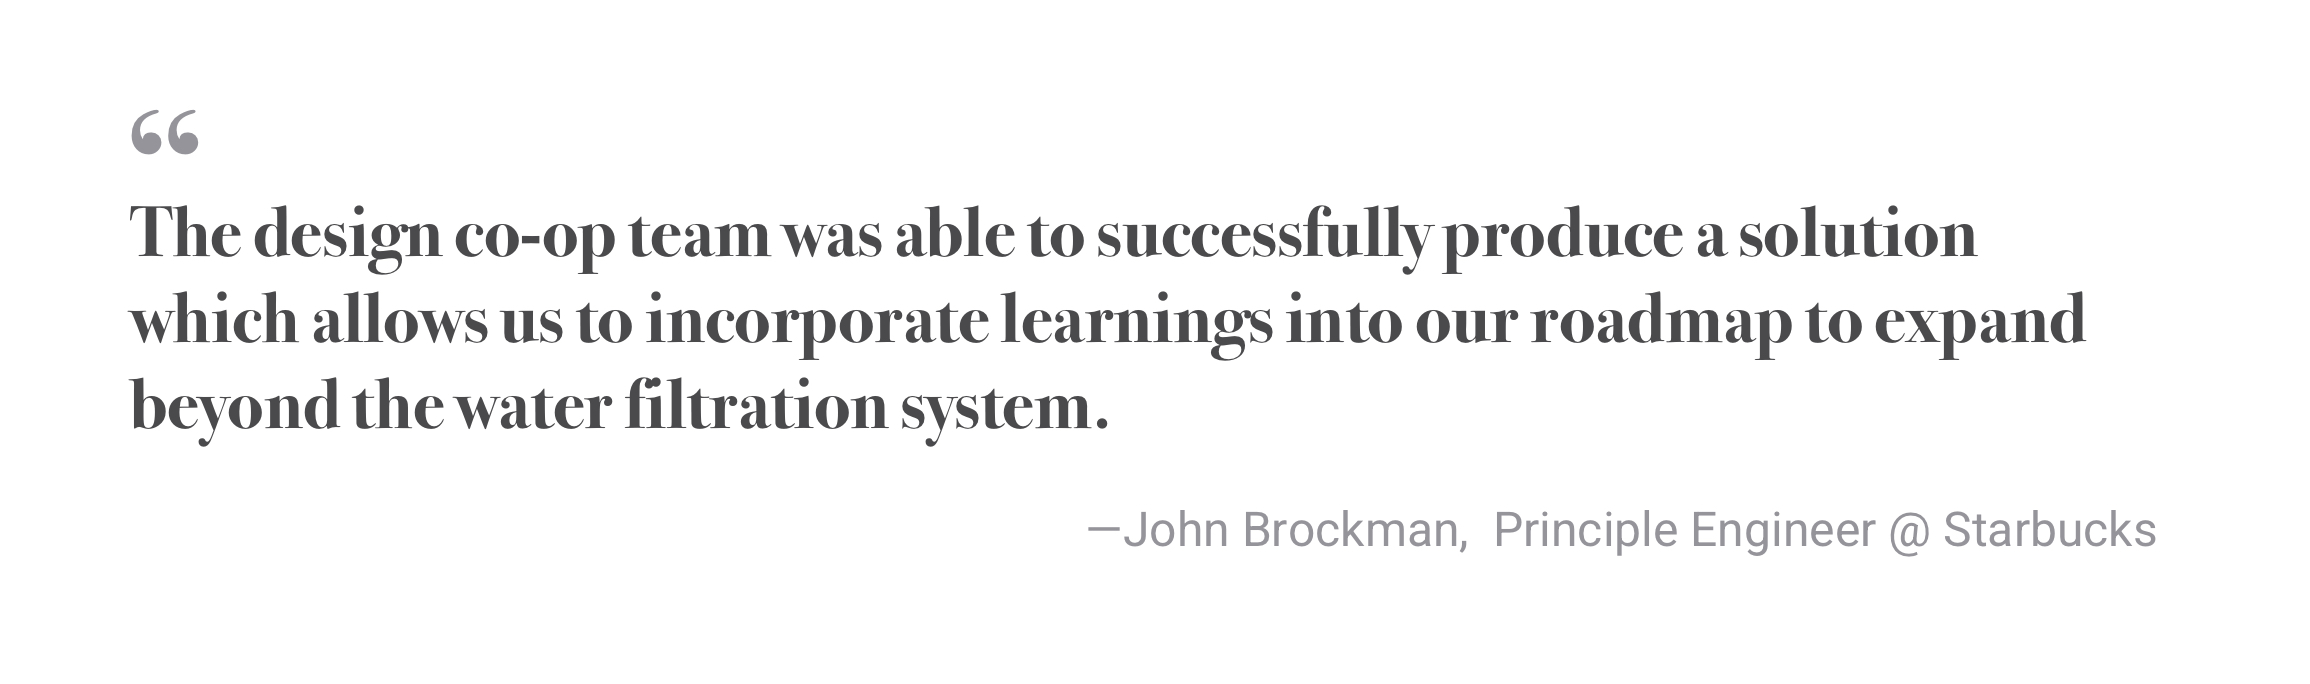 “
The design co-op team was able to successfully produce a solution
which allows us to incorporate learnings into our roadmap to expand
beyond the water filtration system.
—John Brockman,  Principle Engineer @ Starbucks